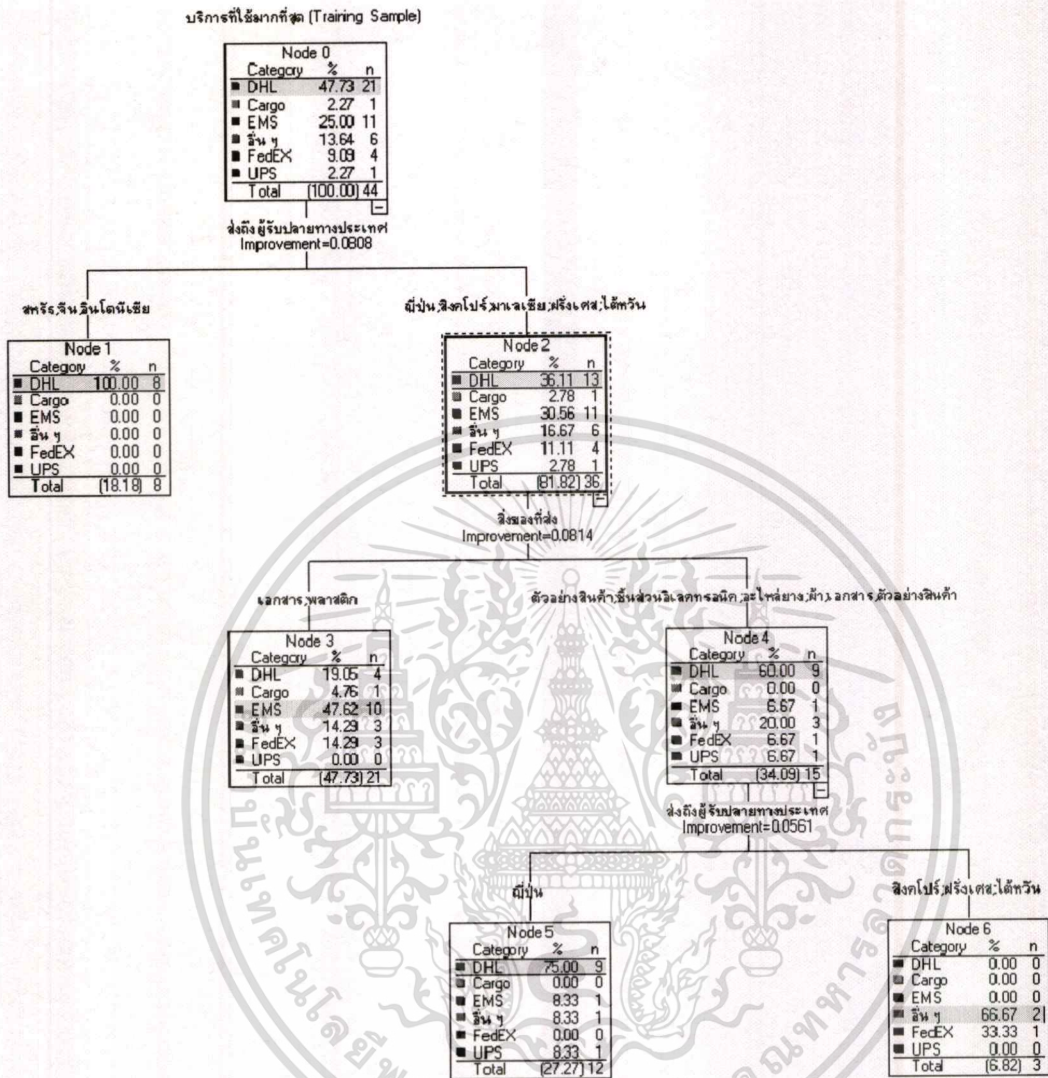 บริการที่ใช้มากที่สุด (Training Sample)
Node 0
Category % n
DHL 47.73 21
Cargo 2.27 1
EMS 25.00 11
อื่น ๆ 13.64 6
FedEX 9.09 4
UPS 2.27 1
Total (100.00) 44
ส่งถึงผู้รับปลายทางประเทศ
Improvement=0.0808
สหรัฐ;จีน;อินโดนีเซีย
ญี่ปุ่น;สิงคโปร์;มาเลเซีย;ฝรั่งเศส;ไต้หวัน
Node 1
Category % n
DHL 100.00 8
Cargo 0.00 0
EMS 0.00 0
อื่น ๆ 0.00 0
FedEX 0.00 0
UPS 0.00 0
Total (18.18) 8
Node 2
Category % n
DHL 36.11 13
Cargo 2.78 1
EMS 30.56 11
อื่น ๆ 16.67 6
FedEX 11.11 4
UPS 2.78 1
Total (81.82) 36
สิ่งของที่ส่ง
Improvement=0.0814
เอกสาร;พลาสติก
ตัวอย่างสินค้า;ชิ้นส่วนอิเลคทรอนิค;อะไหล่ยาง;ผ้า;เอกสาร,ตัวอย่างสินค้า
Node 3
Category % n
DHL 19.05 4
Cargo 4.76 1
EMS 47.62 10
อื่น ๆ 14.29 3
FedEX 14.29 3
UPS 0.00 0
Total (47.73) 21
Node 4
Category % n
DHL 60.00 9
Cargo 0.00 0
EMS 6.67 1
อื่น ๆ 20.00 3
FedEX 6.67 1
UPS 6.67 1
Total (34.09) 15
ส่งถึงผู้รับปลายทางประเทศ
Improvement=0.0561
ญี่ปุ่น
สิงคโปร์;ฝรั่งเศส;ไต้หวัน
Node 5
Category % n
DHL 75.00 9
Cargo 0.00 0
EMS 8.33 1
อื่น ๆ 8.33 1
FedEX 0.00 0
UPS 8.33 1
Total (27.27) 12
Node 6
Category % n
DHL 0.00 0
Cargo 0.00 0
EMS 0.00 0
อื่น ๆ 66.67 2
FedEX 33.33 1
UPS 0.00 0
Total (6.82) 3